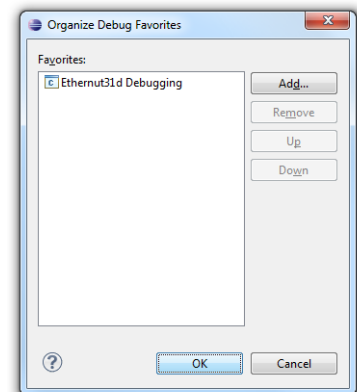 Organize Debug Favorites
Favorites:
Ethernut31d Debugging
Add...
Remove
Up
Down
OK
Cancel